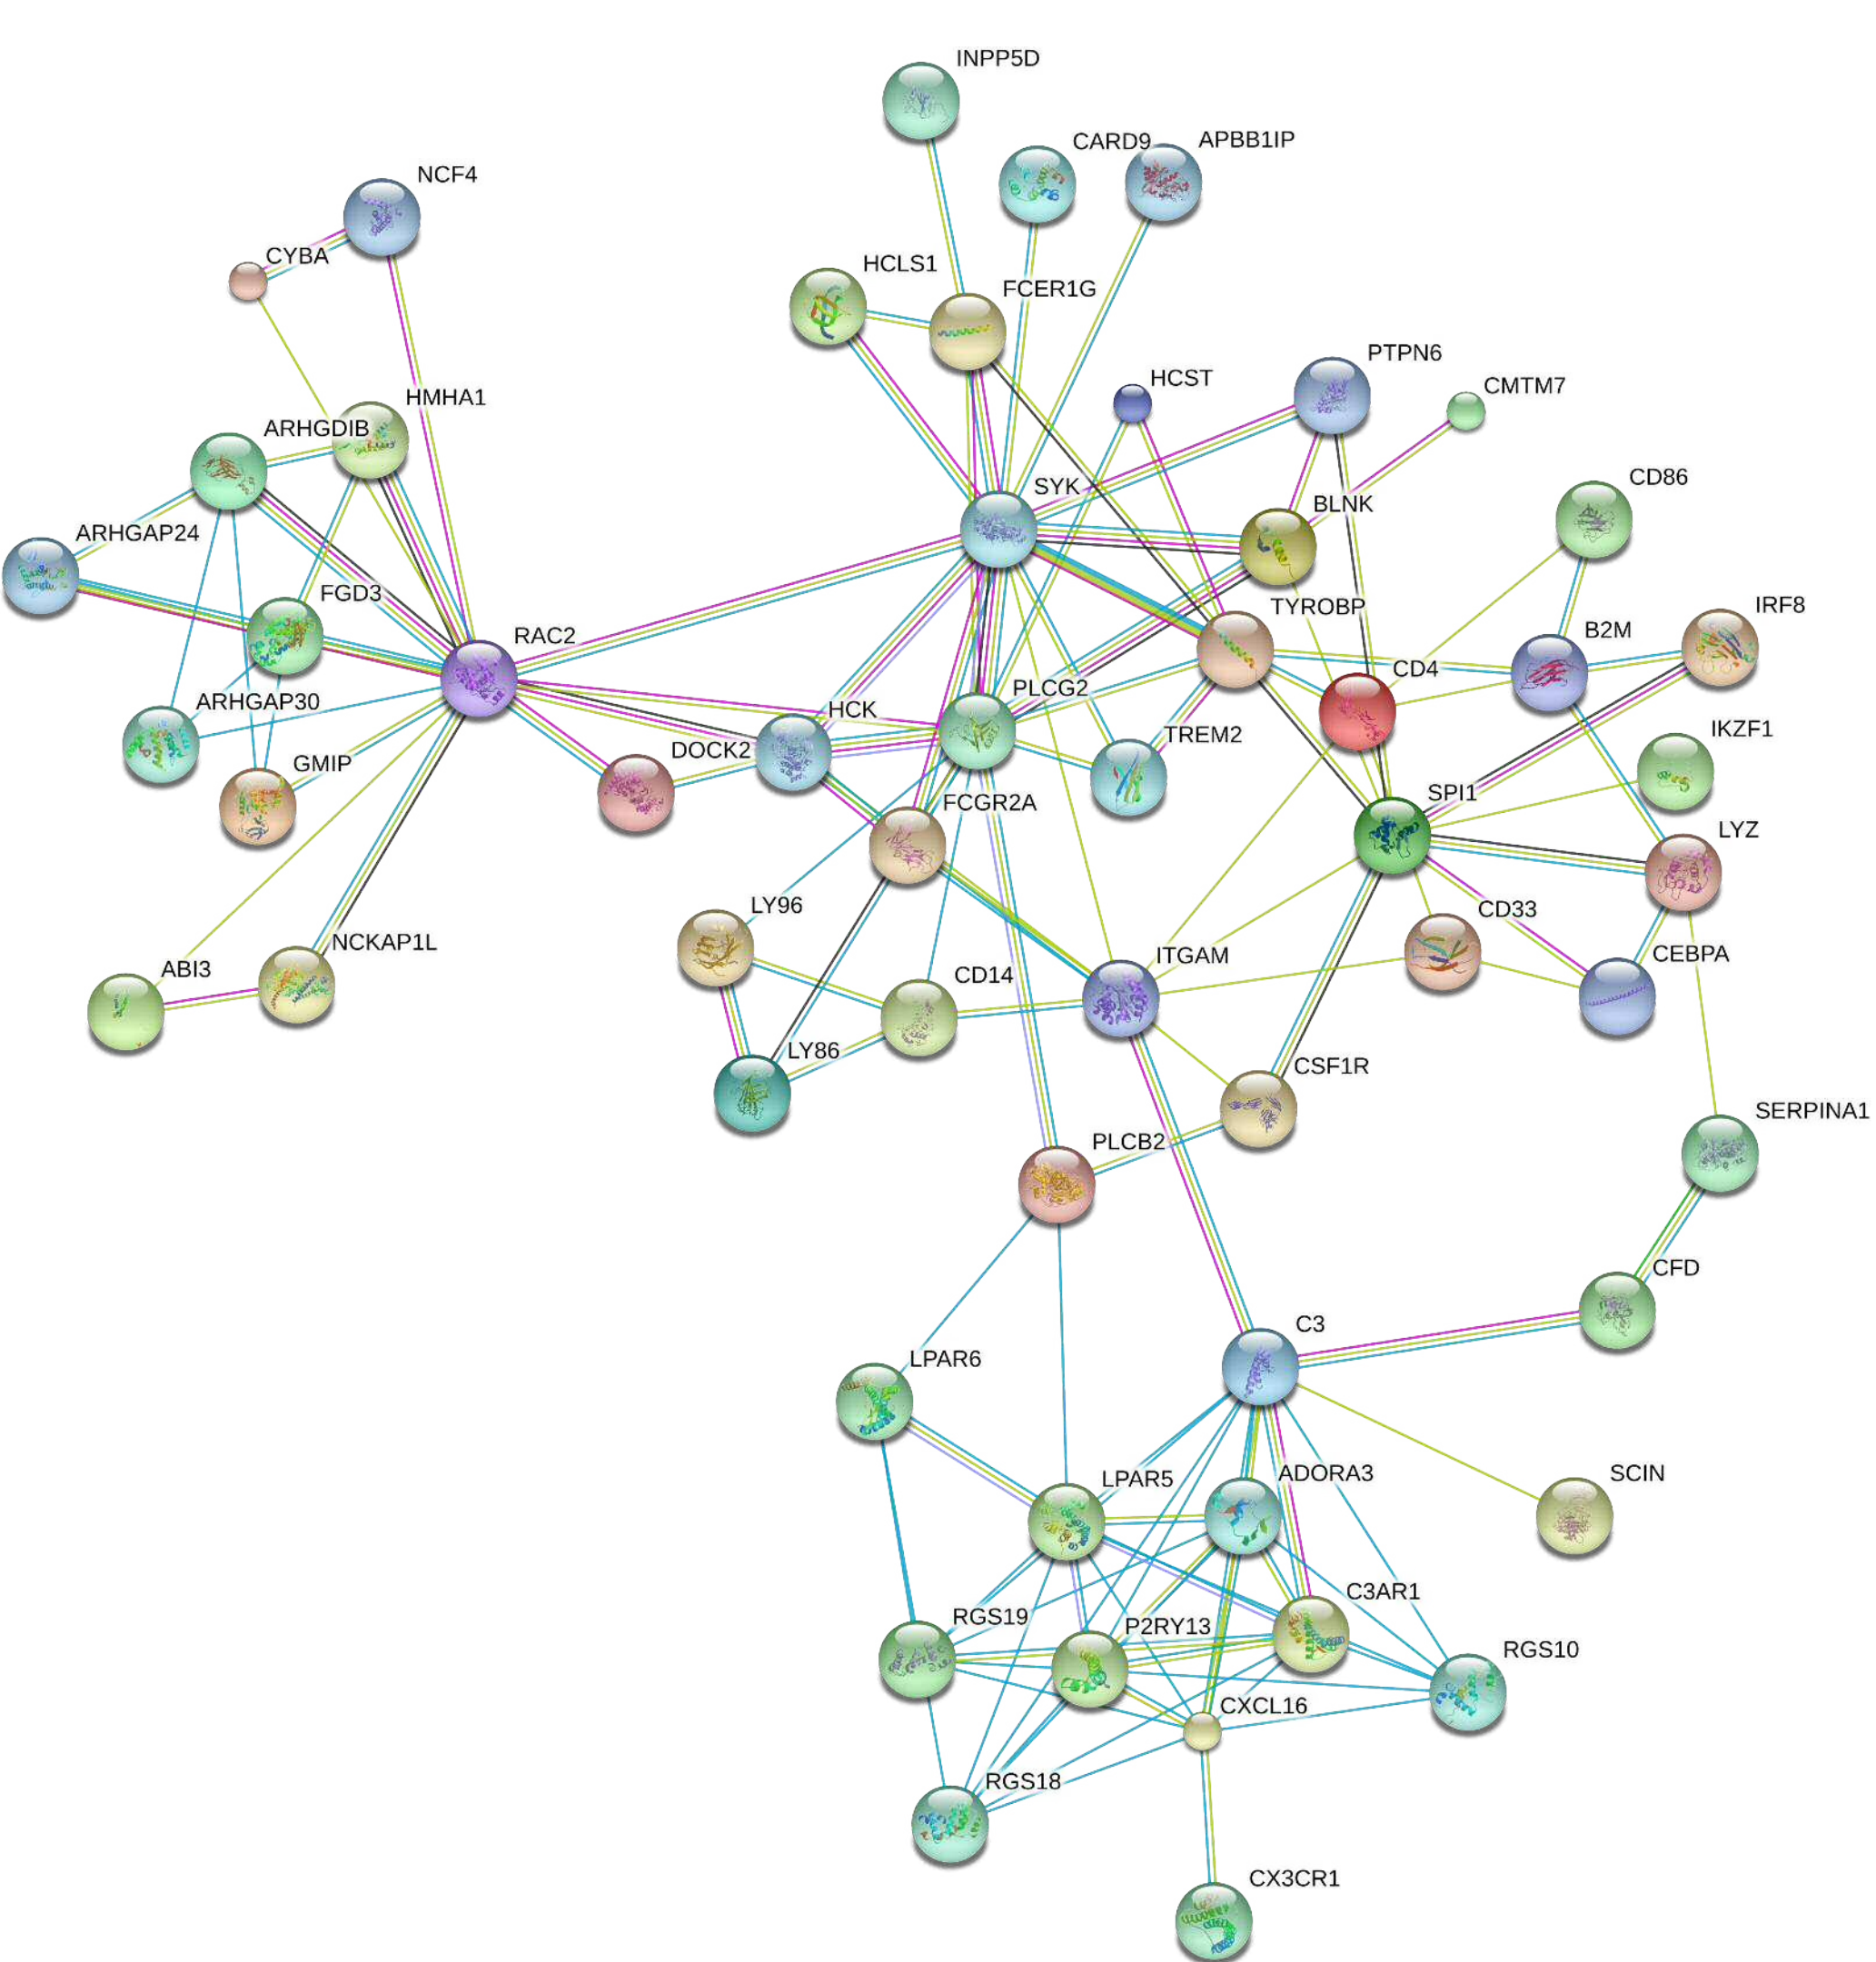 INPP5D
CARD9
APBB1IP
NCF4
CYBA
HCLS1
FCER1G
PTPN6
HCST
CMTM7
HMHA1
ARHGDIB
CD86
SYK
BLNK
ARHGAP24
FGD3
TYROBP
IRF8
RAC2
B2M
CD4
PLCG2
ARHGAP30
HCK
TREM2
IKZF1
DOCK2
GMIP
SPI1
FCGR2A
LYZ
LY96
CD33
NCKAP1L
ITGAM
CEBPA
ABI3
CD14
LY86
CSF1R
SERPINA1
PLCB2
CFD
C3
LPAR6
LPAR5
ADORA3
SCIN
C3AR1
RGS19
P2RY13
RGS10
CXCL16
RGS18
CX3CR1